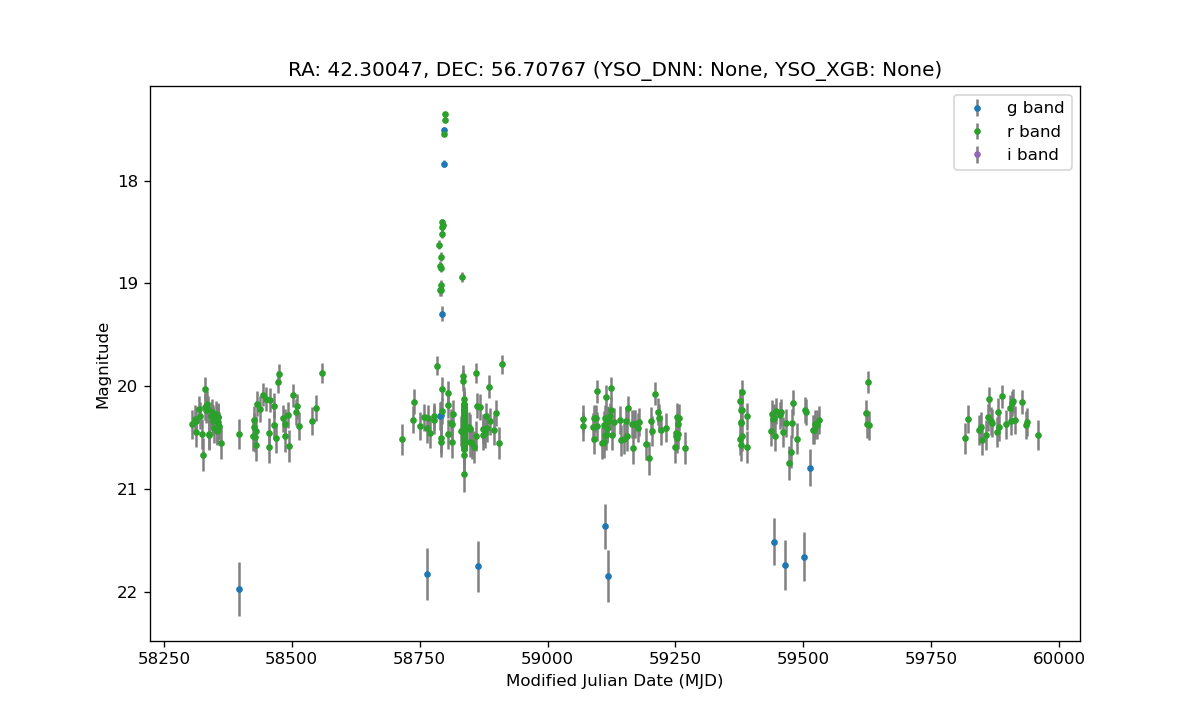 RA: 42.30047, DEC: 56.70767 (YSO_DNN: None, YSO_XGB: None)
g band
r band
i band
18
19
20
21
22
Magnitude
58250 58500 58750 59000 59250 59500 59750 60000
Modified Julian Date (MJD)